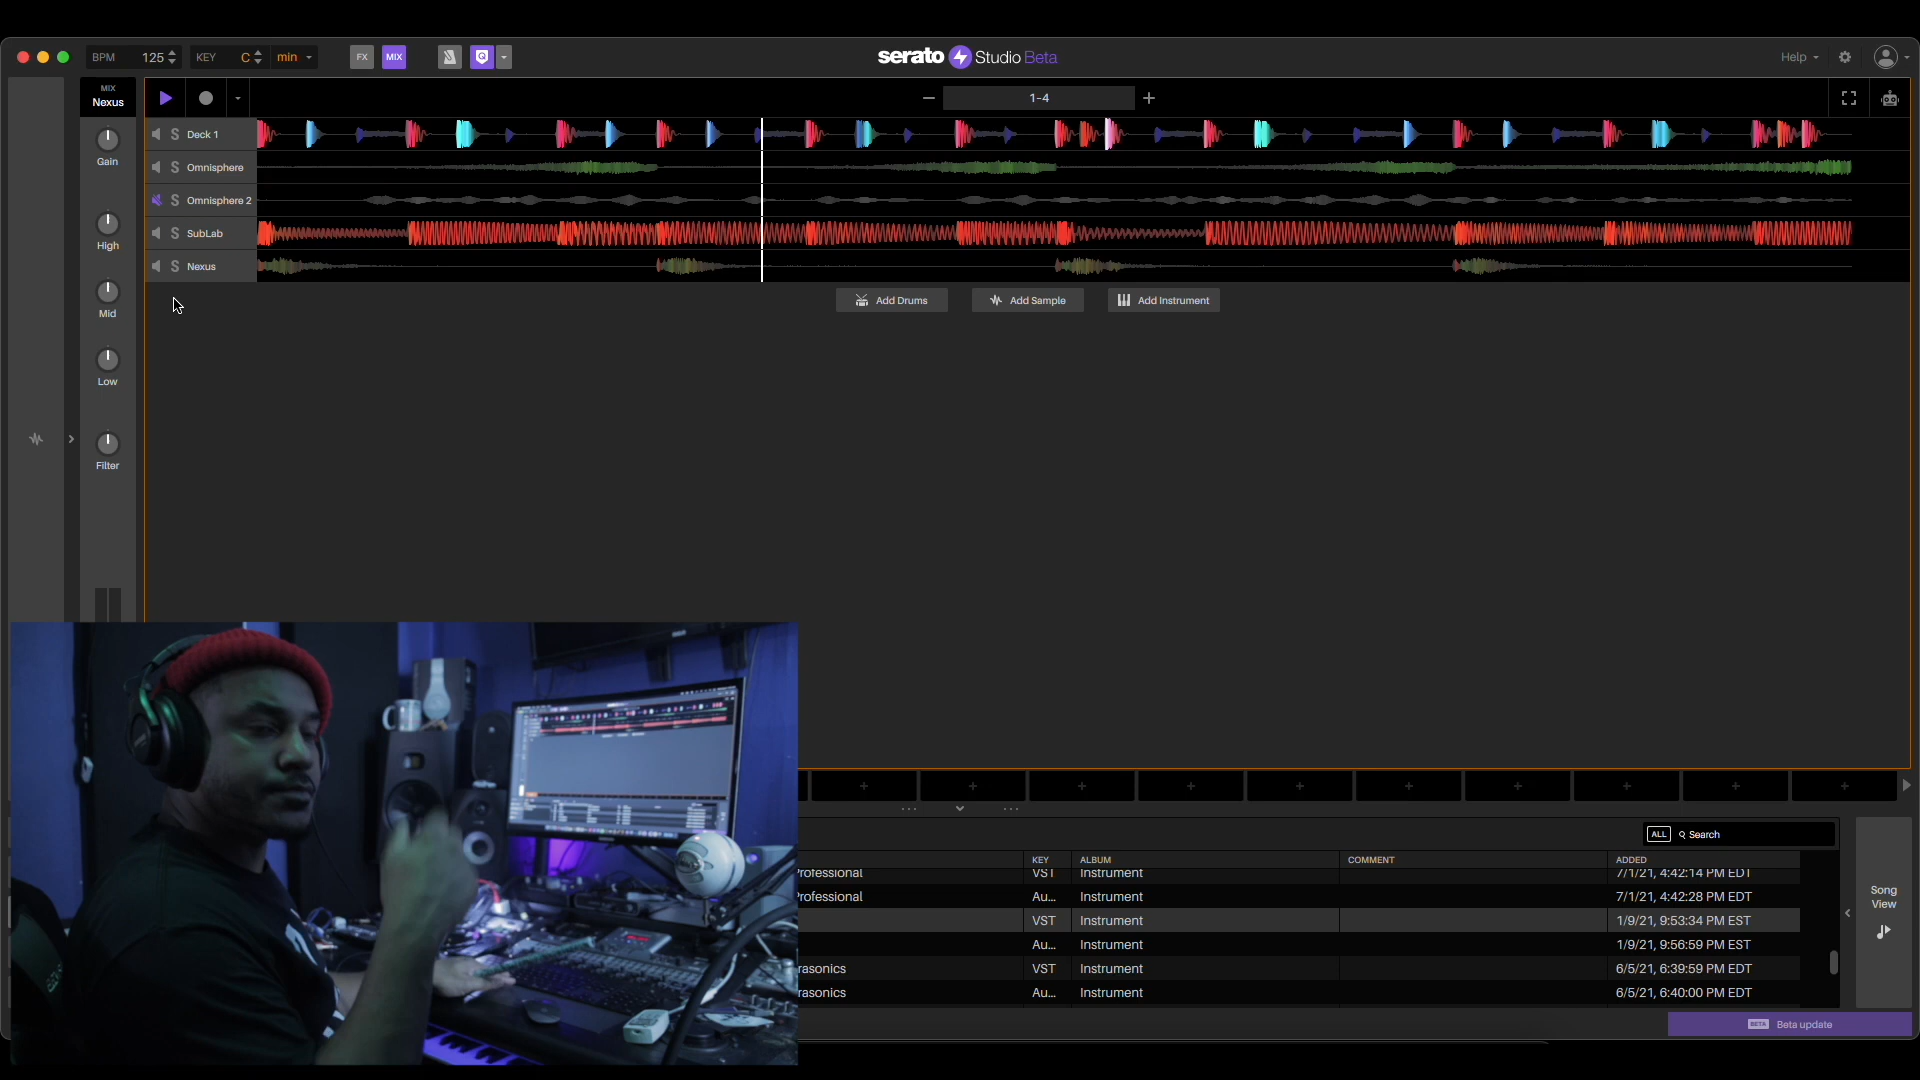 BPM 125 KEY C min FX MIX serato Studio Beta Help
MIX
Nexus
1-4
Gain
High
Mid
Low
Filter
S Deck 1
S Omnisphere
S Omnisphere 2
S SubLab
S Nexus
Add Drums Add Sample Add Instrument
ALL Search
KEY ALBUM COMMENT ADDED
Professional VST Instrument 7/1/21, 4:42:14 PM EDT
Professional Au... Instrument 7/1/21, 4:42:28 PM EDT
VST Instrument 1/9/21, 9:53:34 PM EST
Au... Instrument 1/9/21, 9:56:59 PM EST
rasonics VST Instrument 6/5/21, 6:39:59 PM EDT
rasonics Au... Instrument 6/5/21, 6:40:00 PM EDT
Song
View
BETA Beta update